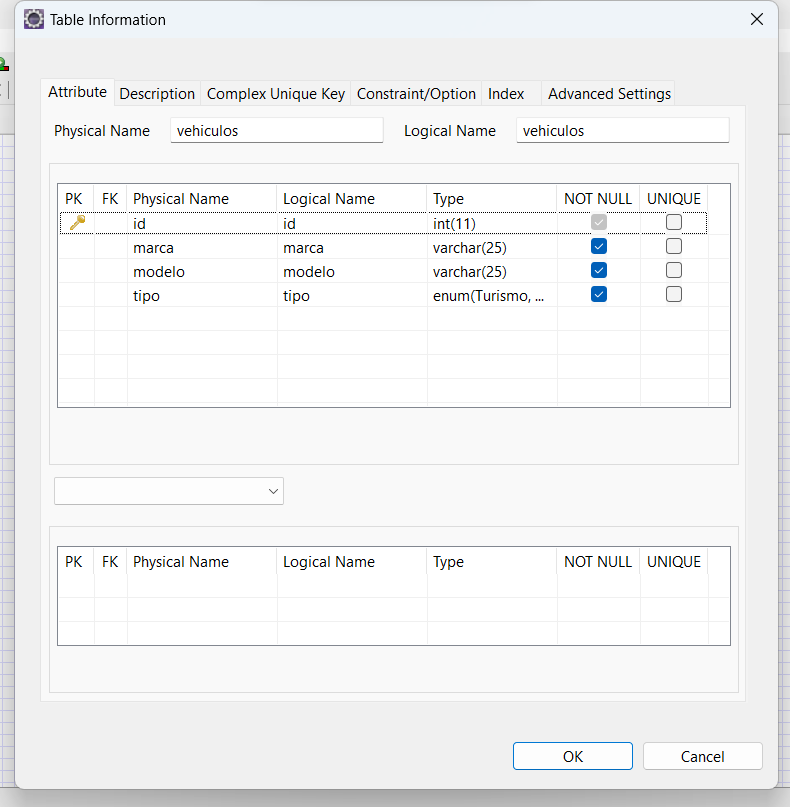 Table Information
Attribute Description Complex Unique Key Constraint/Option Index Advanced Settings
Physical Name vehiculos Logical Name vehiculos
PK FK Physical Name Logical Name Type NOT NULL UNIQUE
id id int(11)
marca marca varchar(25)
modelo modelo varchar(25)
tipo tipo enum(Turismo, ...
PK FK Physical Name Logical Name Type NOT NULL UNIQUE
OK Cancel